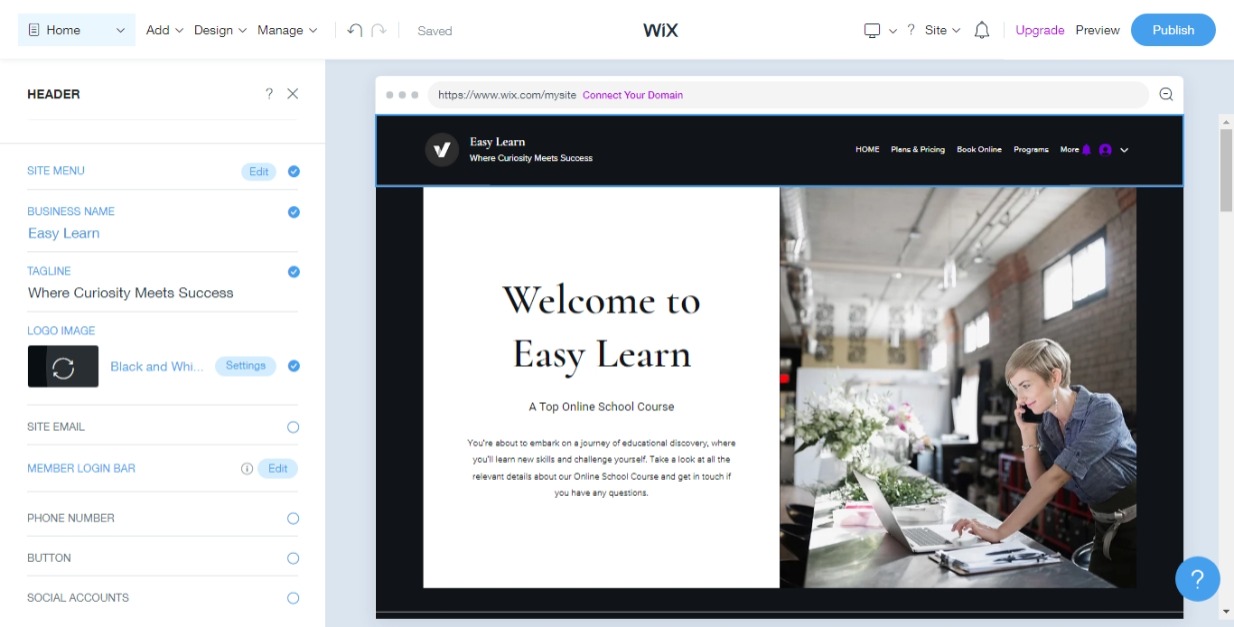 Home Add Design Manage Saved WiX ? Site Upgrade Preview Publish
HEADER ?
https://www.wix.com/mysite Connect Your Domain
SITE MENU Edit
BUSINESS NAME
Easy Learn
TAGLINE
Where Curiosity Meets Success
LOGO IMAGE
Black and Whi... Settings
SITE EMAIL
MEMBER LOGIN BAR Edit
PHONE NUMBER
BUTTON
SOCIAL ACCOUNTS
Easy Learn
Where Curiosity Meets Success
HOME Plans & Pricing Book Online Programs More
Welcome to
Easy Learn
A Top Online School Course
You're about to embark on a journey of educational discovery, where
you'll learn new skills and challenge yourself. Take a look at all the
relevant details about our Online School Course and get in touch if
you have any questions.
?